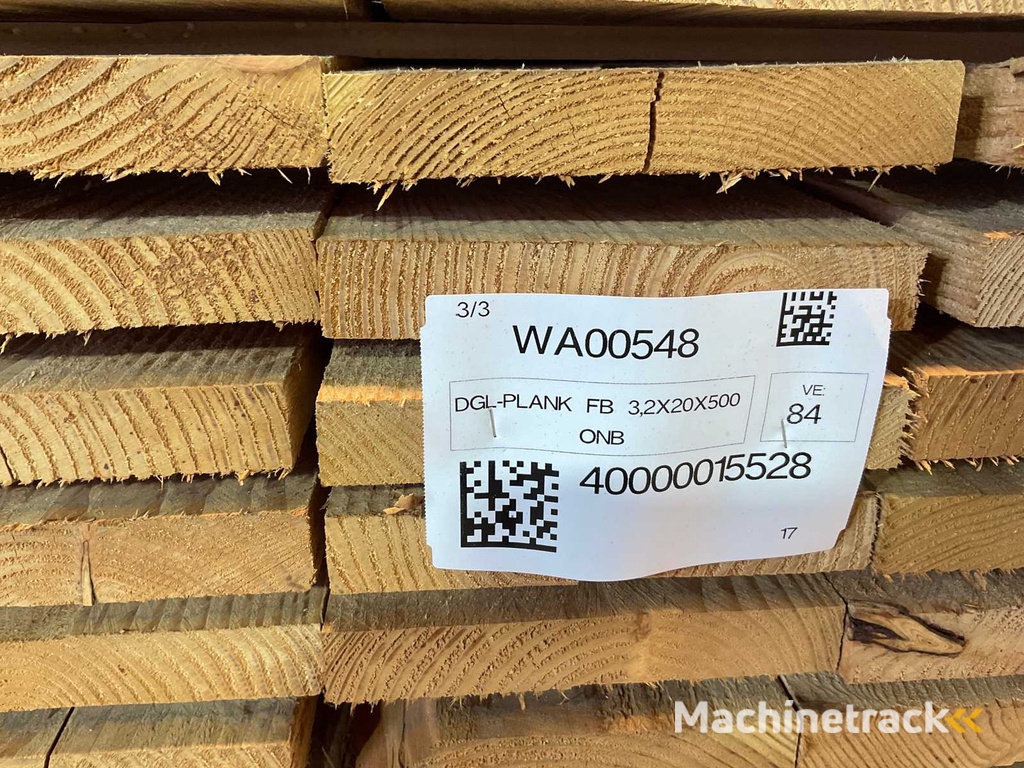 3/3
WA00548
DGL-PLANK FB 3,2X20X500
ONB
VE:
84
40000015528
17
Machinetrack